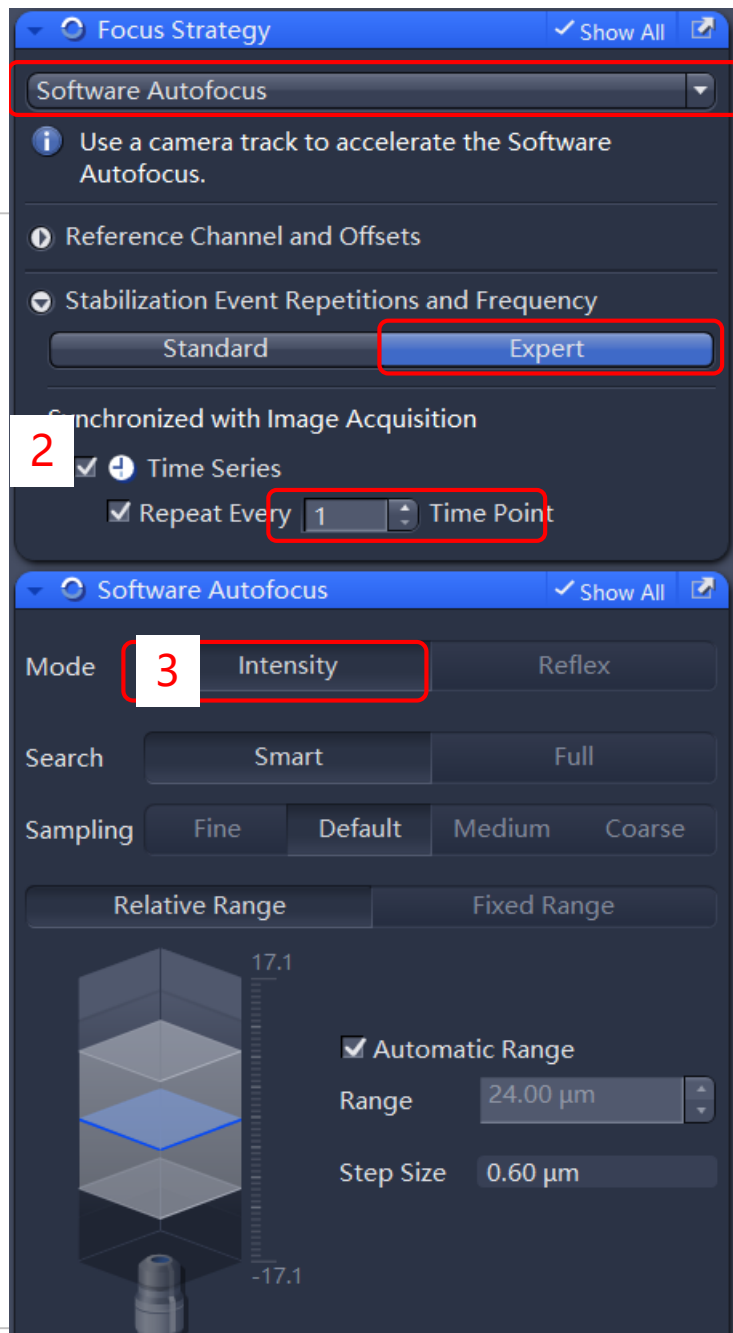 Focus Strategy Show All
Software Autofocus
Use a camera track to accelerate the Software
Autofocus.
Reference Channel and Offsets
Stabilization Event Repetitions and Frequency
Standard Expert
Synchronized with Image Acquisition
2
Time Series
Repeat Every 1 Time Point
Software Autofocus Show All
Mode 3 Intensity Reflex
Search Smart Full
Sampling Fine Default Medium Coarse
Relative Range Fixed Range
17.1
Automatic Range
Range 24.00 µm
Step Size 0.60 µm
-17.1